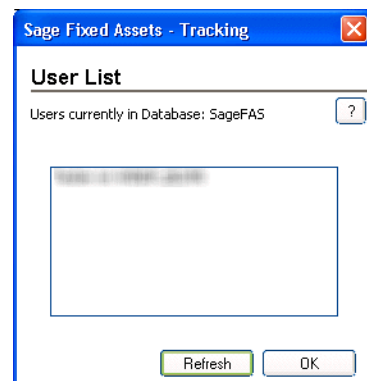 Sage Fixed Assets - Tracking
User List
Users currently in Database: SageFAS
?
Refresh
OK